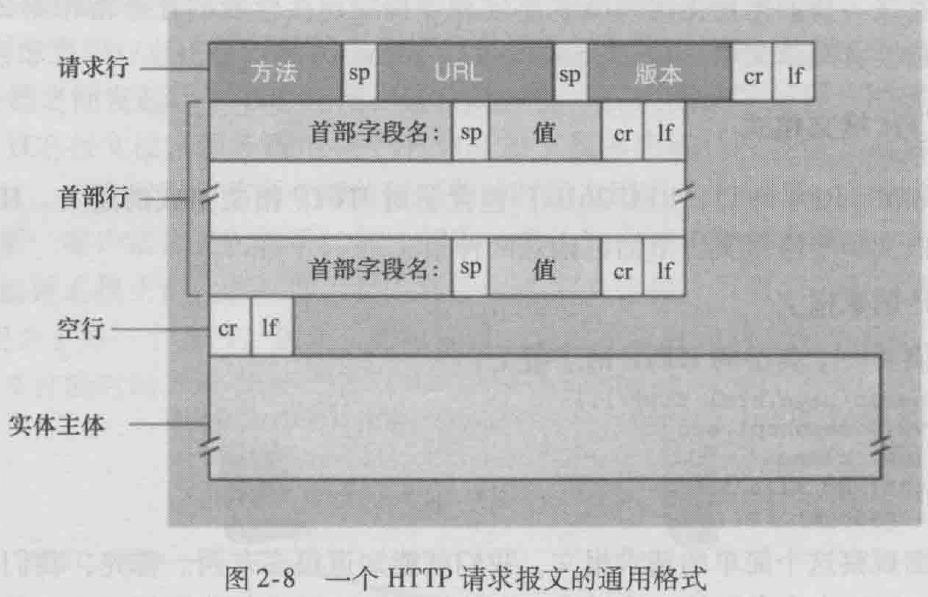 请求行 方法 sp URL sp 版本 cr lf
首部字段名: sp 值 cr lf
首部行
首部字段名: sp 值 cr lf
空行 cr lf
实体主体
图 2-8 一个 HTTP 请求报文的通用格式